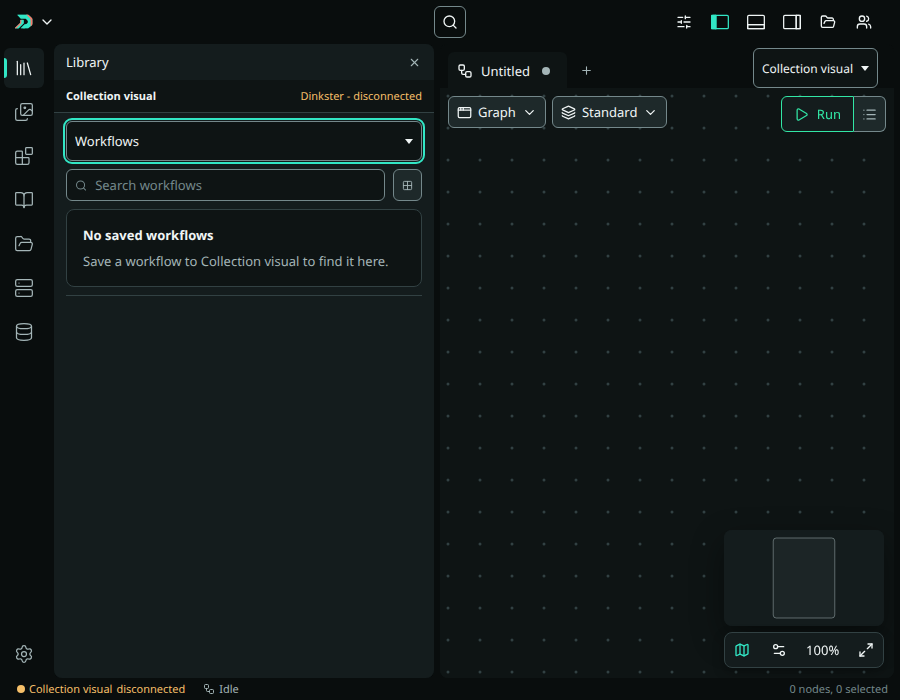 Library
Collection visual
Dinkster - disconnected
Workflows
Search workflows
No saved workflows
Save a workflow to Collection visual to find it here.
Untitled
Collection visual
Graph
Standard
Run
100%
Collection visual disconnected
Idle
0 nodes, 0 selected